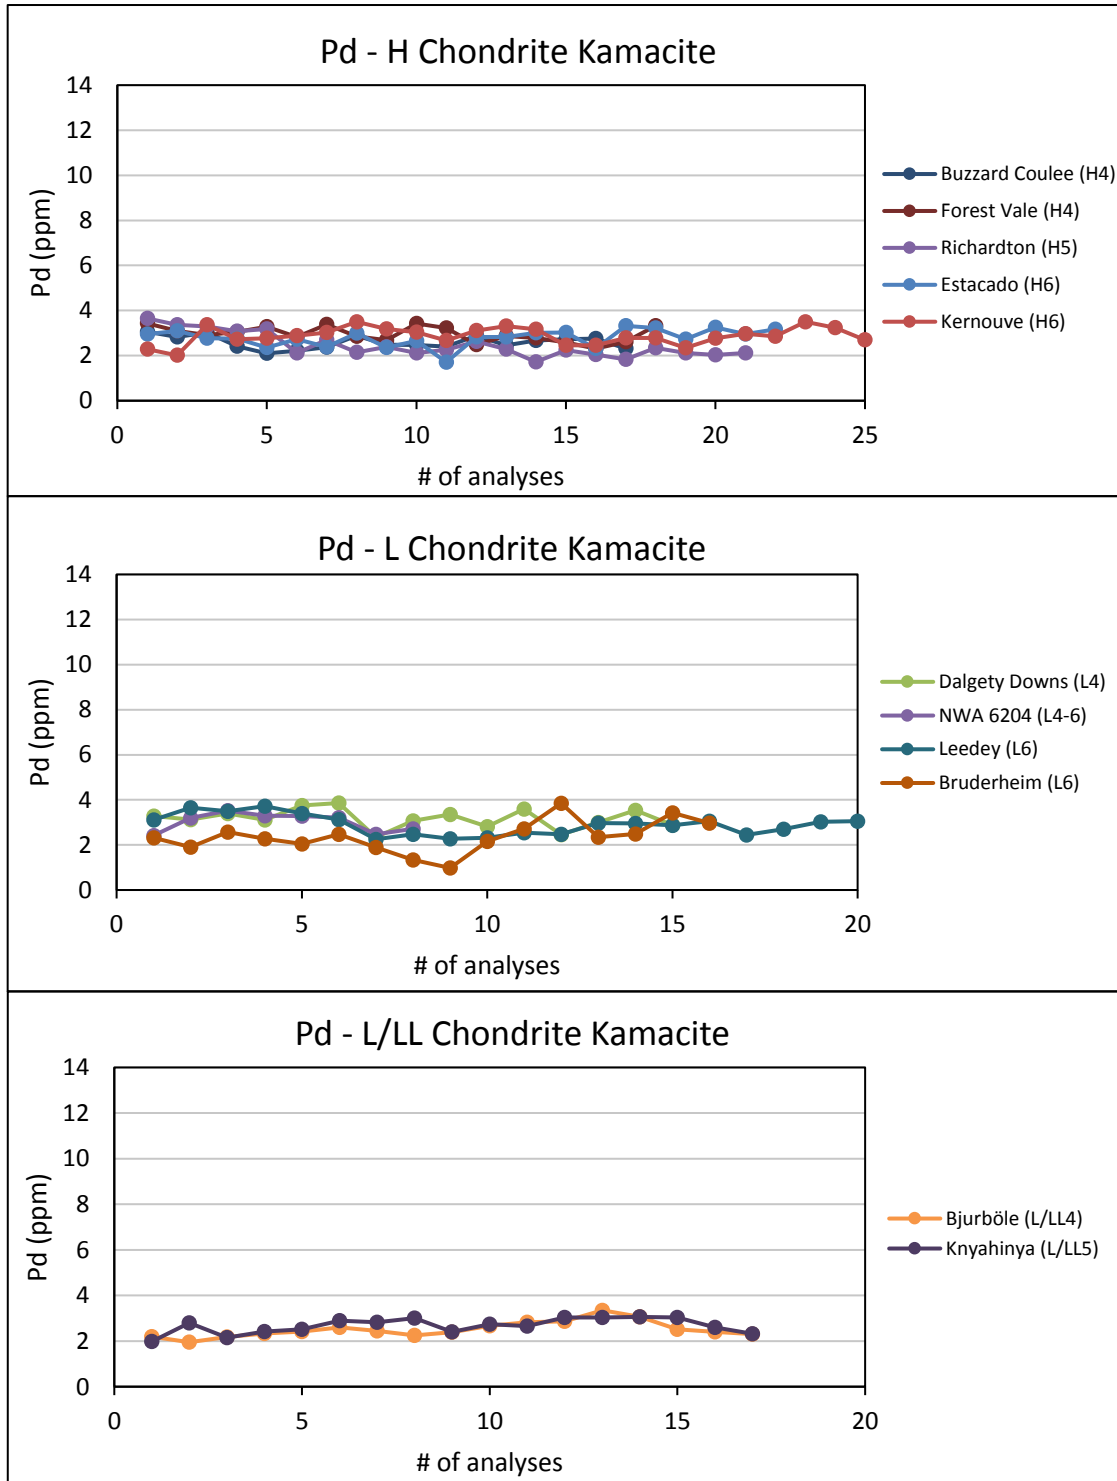 Pd - H Chondrite Kamacite
14
12
10
8
6
4
2
0
Pd (ppm)
0 5 10 15 20 25
# of analyses
Buzzard Coulee (H4)
Forest Vale (H4)
Richardton (H5)
Estacado (H6)
Kernouve (H6)
Pd - L Chondrite Kamacite
14
12
10
8
6
4
2
0
Pd (ppm)
0 5 10 15 20
# of analyses
Dalgety Downs (L4)
NWA 6204 (L4-6)
Leedey (L6)
Bruderheim (L6)
Pd - L/LL Chondrite Kamacite
14
12
10
8
6
4
2
0
Pd (ppm)
0 5 10 15 20
# of analyses
Bjurböle (L/LL4)
Knyahinya (L/LL5)